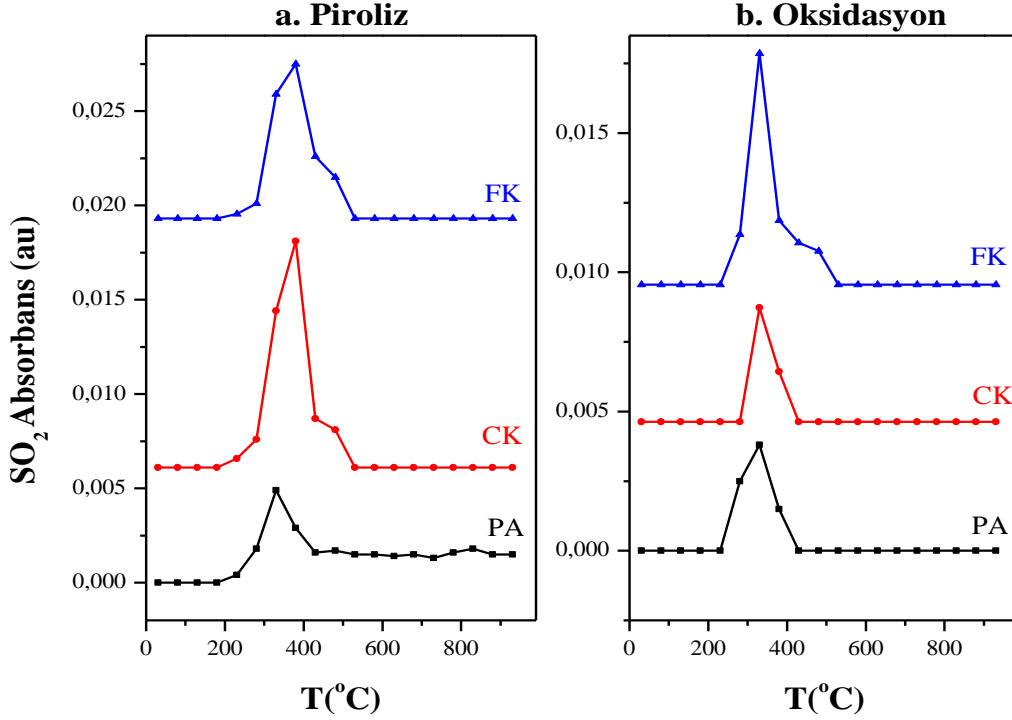 a. Piroliz
b. Oksidasyon
SO2 Absorbans (au)
0,025
0,020
0,015
0,010
0,005
0,000
FK
CK
PA
0 200 400 600 800
T(°C)
0,015
0,010
0,005
0,000
FK
CK
PA
0 200 400 600 800
T(°C)